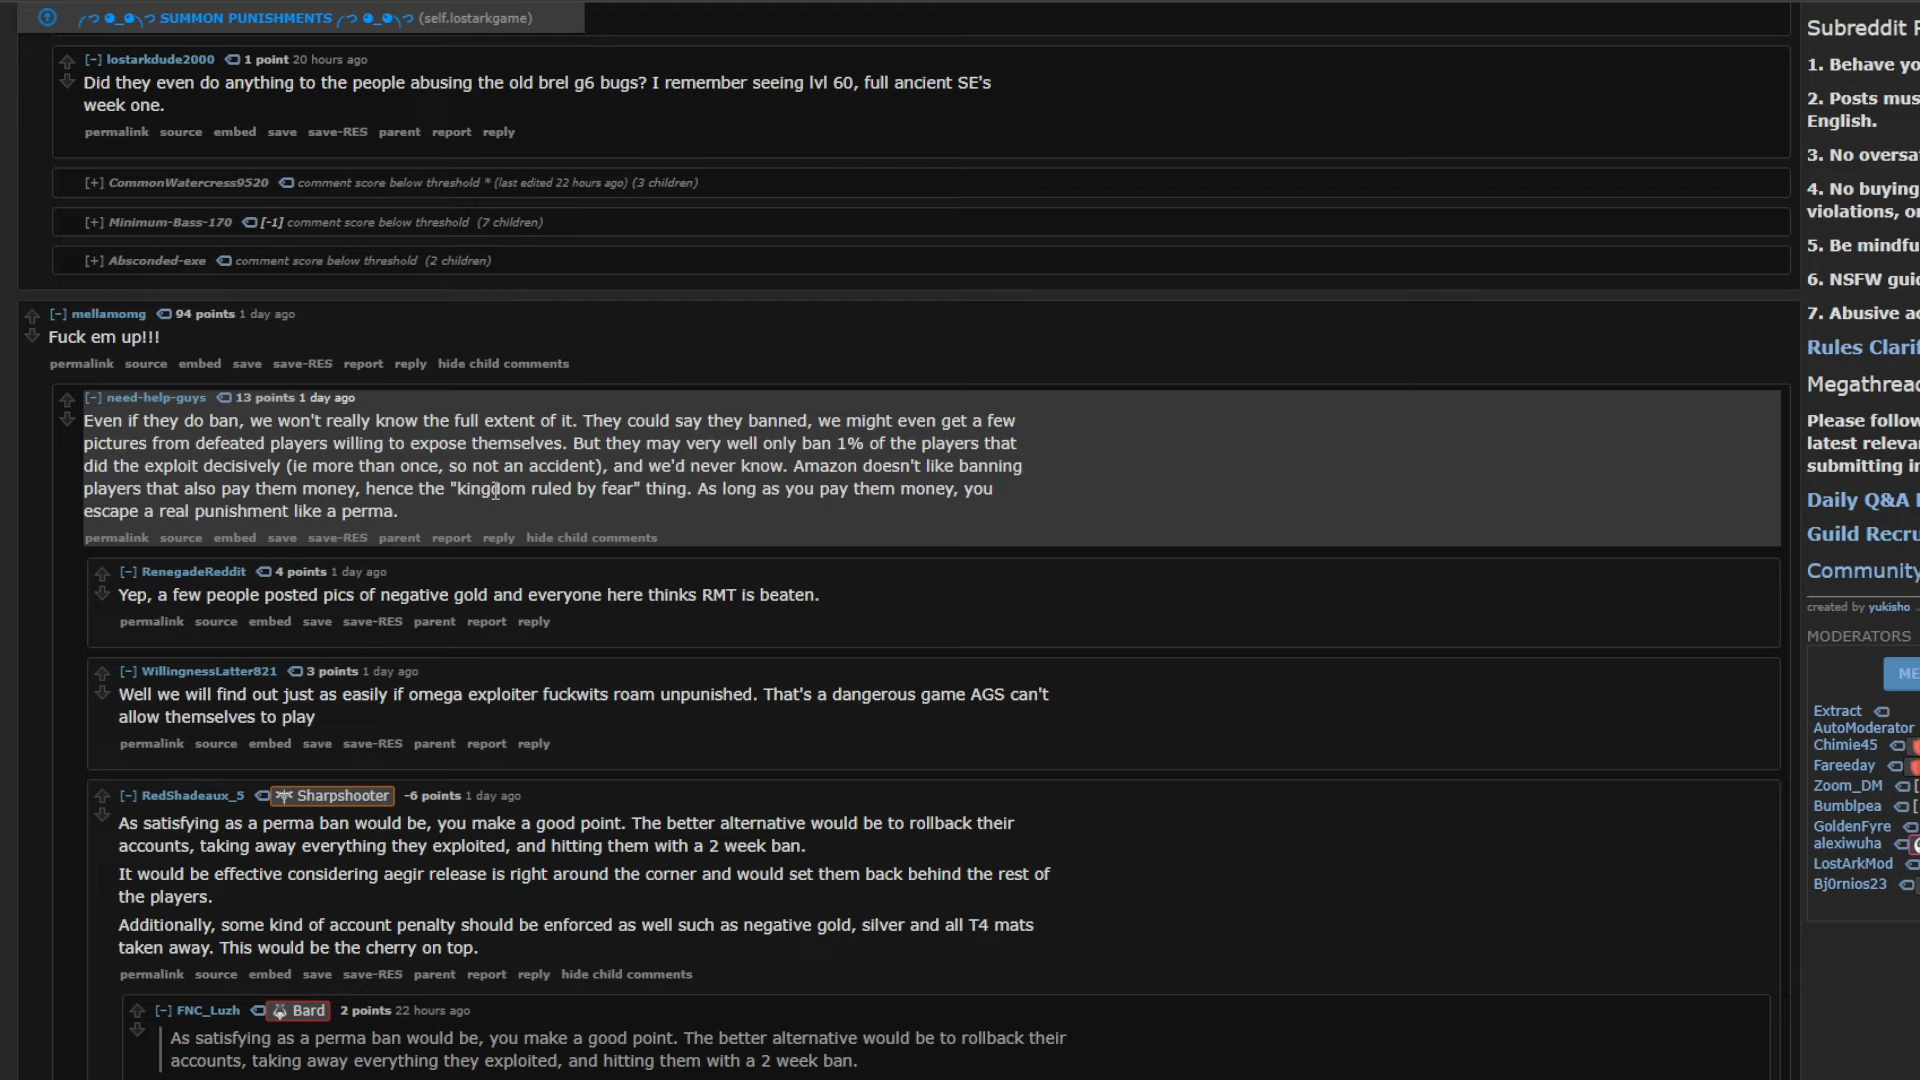 ╭つ ◕_◕╮つ SUMMON PUNISHMENTS ╭つ ◕_◕╮つ (self.lostarkgame)
[-] lostarkdude2000 1 point 20 hours ago
Did they even do anything to the people abusing the old brel g6 bugs? I remember seeing lvl 60, full ancient SE's
week one.
permalink source embed save save-RES parent report reply
[+] CommonWatercress9520 comment score below threshold * (last edited 22 hours ago) (3 children)
[+] Minimum-Bass-170 [-1] comment score below threshold (7 children)
[+] Absconded-exe comment score below threshold (2 children)
[-] mellamomg 94 points 1 day ago
Fuck em up!!!
permalink source embed save save-RES report reply hide child comments
[-] need-help-guys 13 points 1 day ago
Even if they do ban, we won't really know the full extent of it. They could say they banned, we might even get a few
pictures from defeated players willing to expose themselves. But they may very well only ban 1% of the players that
did the exploit decisively (ie more than once, so not an accident), and we'd never know. Amazon doesn't like banning
players that also pay them money, hence the "kingdom ruled by fear" thing. As long as you pay them money, you
escape a real punishment like a perma.
permalink source embed save save-RES parent report reply hide child comments
[-] RenegadeReddit 4 points 1 day ago
Yep, a few people posted pics of negative gold and everyone here thinks RMT is beaten.
permalink source embed save save-RES parent report reply
[-] WillingnessLatter821 3 points 1 day ago
Well we will find out just as easily if omega exploiter fuckwits roam unpunished. That's a dangerous game AGS can't
allow themselves to play
permalink source embed save save-RES parent report reply
[-] RedShadeaux_5 Sharpshooter -6 points 1 day ago
As satisfying as a perma ban would be, you make a good point. The better alternative would be to rollback their
accounts, taking away everything they exploited, and hitting them with a 2 week ban.
It would be effective considering aegir release is right around the corner and would set them back behind the rest of
the players.
Additionally, some kind of account penalty should be enforced as well such as negative gold, silver and all T4 mats
taken away. This would be the cherry on top.
permalink source embed save save-RES parent report reply hide child comments
[-] FNC_Luzh Bard 2 points 22 hours ago
As satisfying as a perma ban would be, you make a good point. The better alternative would be to rollback their
accounts, taking away everything they exploited, and hitting them with a 2 week ban.
Subreddit
1. Behave yo
2. Posts mus
English.
3. No oversa
4. No buying
violations, o
5. Be mindfu
6. NSFW gui
7. Abusive a
Rules Clarif
Megathread
Please follow
latest releva
submitting i
Daily Q&A
Guild Recru
Community
created by yukisho
MODERATORS
ME
Extract
AutoModerator
Chimie45
Fareeday
Zoom_DM [
Bumblpea [
GoldenFyre
alexiwuha
LostArkMod
Bj0rnios23